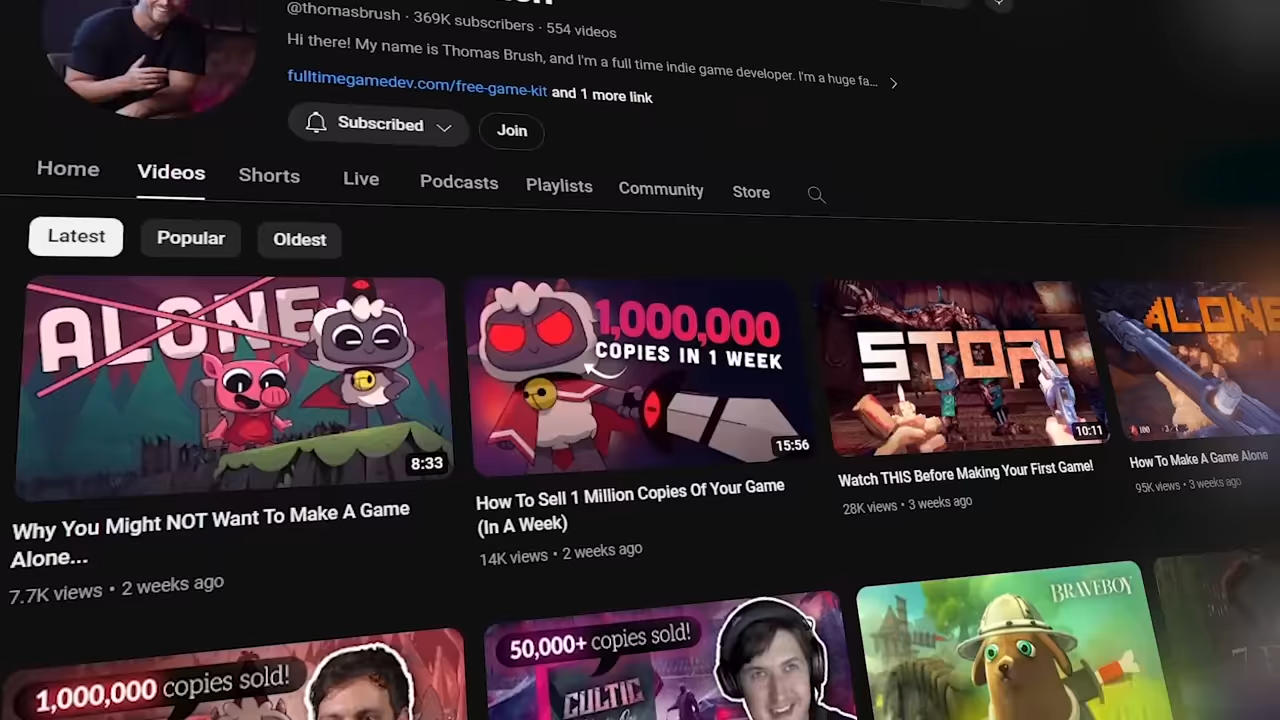 @thomasbrush · 369K subscribers · 554 videos
Hi there! My name is Thomas Brush, and I'm a full time indie game developer. I'm a huge fa...
fulltimegamedev.com/free-game-kit and 1 more link
Subscribed
Join
Home Videos Shorts Live Podcasts Playlists Community Store
Latest Popular Oldest
ALONE
8:33
1,000,000
COPIES IN 1 WEEK
15:56
STOP!
10:11
ALONE
100
Why You Might NOT Want To Make A Game
Alone...
7.7K views • 2 weeks ago
How To Sell 1 Million Copies Of Your Game
(In A Week)
14K views • 2 weeks ago
Watch THIS Before Making Your First Game!
28K views • 3 weeks ago
How To Make A Game Alone
95K views • 3 weeks ago
1,000,000 copies sold!
50,000+ copies sold!
CULTIC
BRAVEBOY